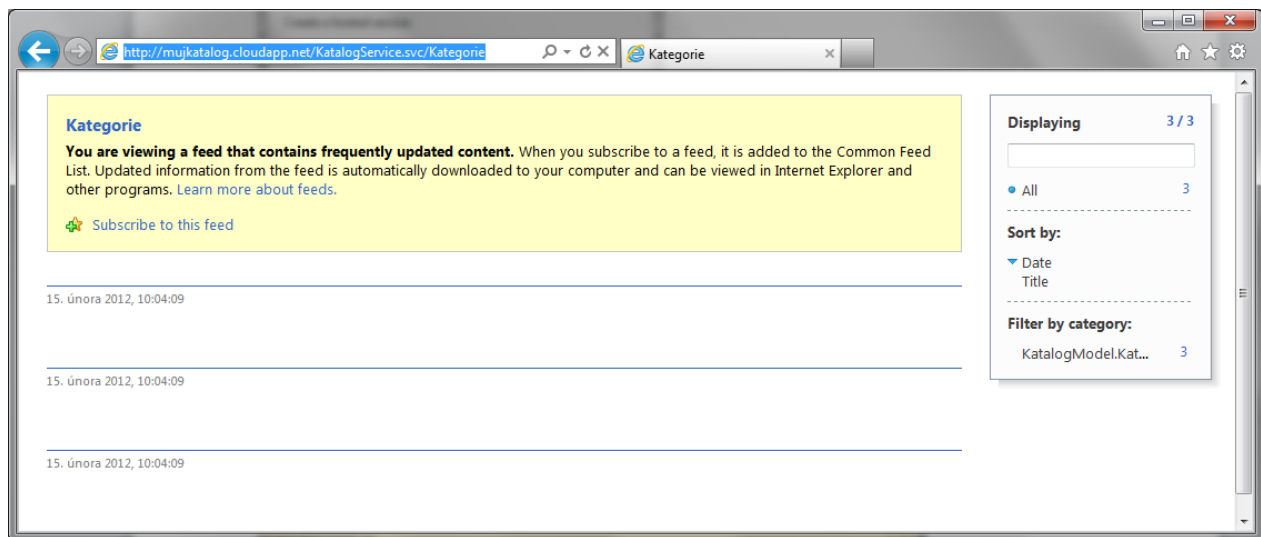 Create a hosted service
http://mujkatalog.cloudapp.net/KatalogService.svc/Kategorie
Kategorie
Kategorie
You are viewing a feed that contains frequently updated content. When you subscribe to a feed, it is added to the Common Feed
List. Updated information from the feed is automatically downloaded to your computer and can be viewed in Internet Explorer and
other programs. Learn more about feeds.
Subscribe to this feed
15. února 2012, 10:04:09
15. února 2012, 10:04:09
15. února 2012, 10:04:09
Displaying 3 / 3
All 3
Sort by:
Date
Title
Filter by category:
KatalogModel.Kat... 3